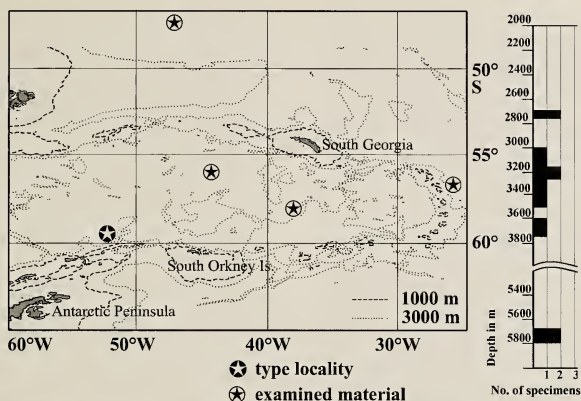 50°
S
South Georgia
55°
60°
South Orkney Is.
1000 m
3000 m
Antarctic Peninsula
60°W 50°W 40°W 30°W
type locality
examined material
2000
2200
2400
2600
2800
3000
3200
3400
3600
3800
5400
5600
5800
Depth in m
1 2 3
No. of specimens